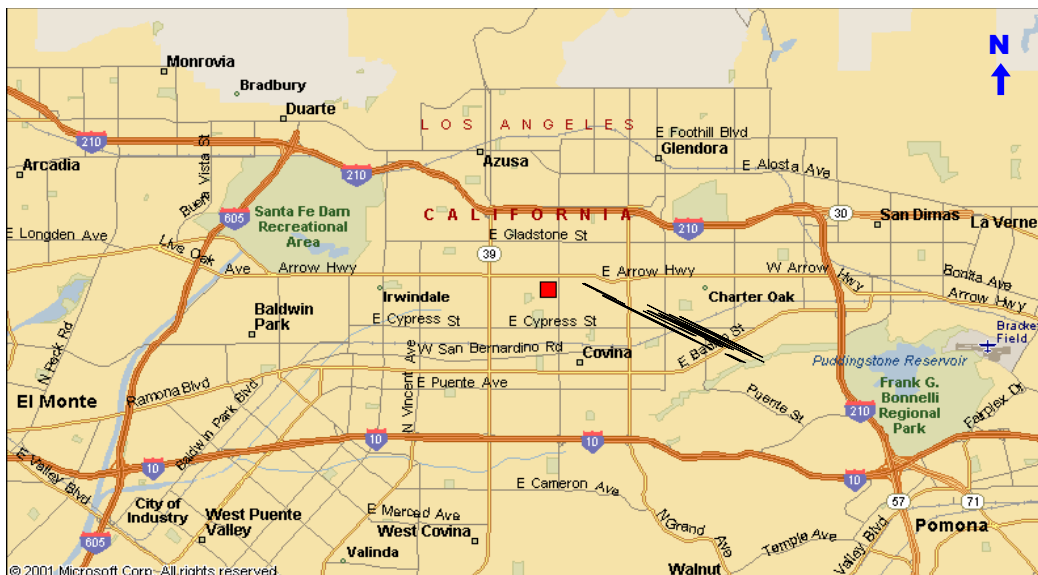 Monrovia
N
Bradbury
Duarte
LOS ANGELES
E Foothill Blvd
210
Glendora
Arcadia
Buena Vista St
Azusa
E Alosta Ave
210
605
Santa Fe Dam
Recreational
Area
CALIFORNIA
30
San Dimas
La Verne
210
E Longden Ave
Live Oak
Ave
E Gladstone St
39
Arrow Hwy
E Arrow Hwy
W Arrow
Hwy
Bonita Ave
Arrow Hwy
Irwindale
Charter Oak
Baldwin
Park
E Cypress St
E Cypress St
N Peck Rd
W San Bernardino Rd
Covina
Bracket
Field
Puddingstone Reservoir
N Vincent Ave
E Puente Ave
Ramona Blvd
El Monte
Baldwin Park Blvd
Puente St
Frank G.
Bonnelli
Regional
Park
Fairplex Dr
210
10
10
10
10
E Valley Blvd
E Cameron Ave
City of
Industry
West Puente
Valley
E Merced Ave
West Covina
N Grand Ave
57
71
Pomona
605
Valinda
Temple Ave
Valley Blvd
Walnut
© 2001 Microsoft Corp. All rights reserved